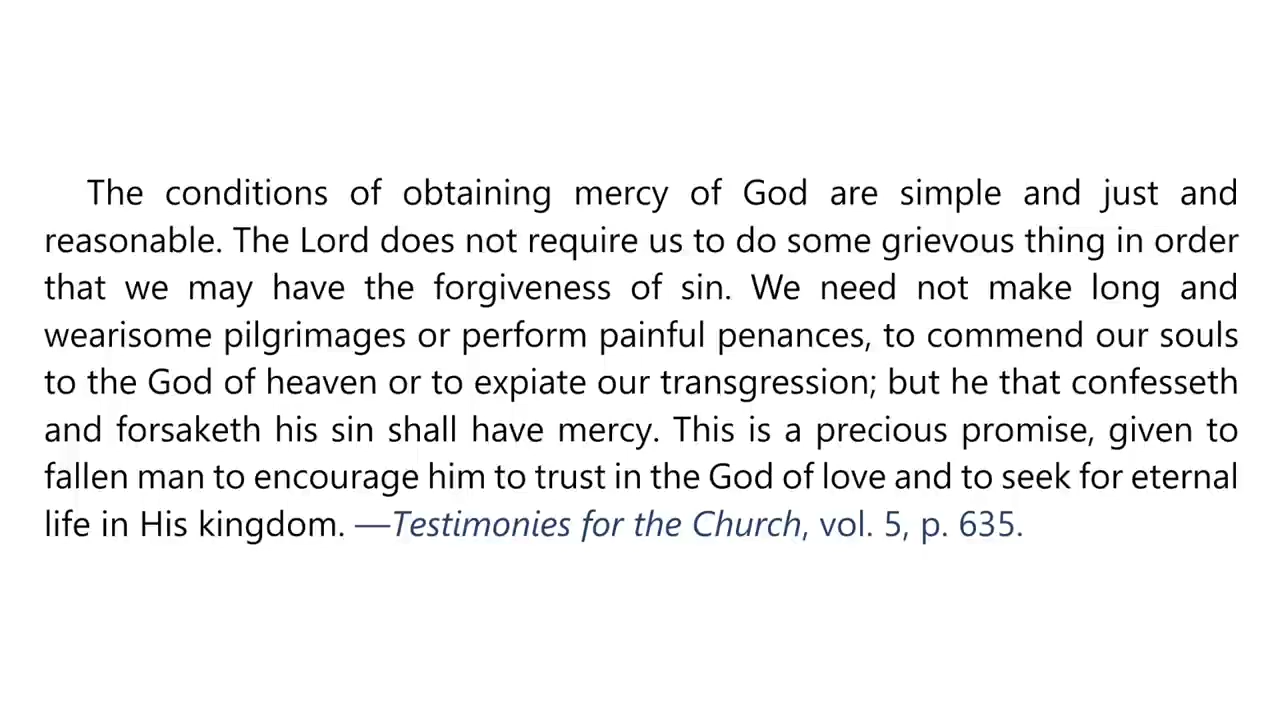 The conditions of obtaining mercy of God are simple and just and
reasonable. The Lord does not require us to do some grievous thing in order
that we may have the forgiveness of sin. We need not make long and
wearisome pilgrimages or perform painful penances, to commend our souls
to the God of heaven or to expiate our transgression; but he that confesseth
and forsaketh his sin shall have mercy. This is a precious promise, given to
fallen man to encourage him to trust in the God of love and to seek for eternal
life in His kingdom. —Testimonies for the Church, vol. 5, p. 635.